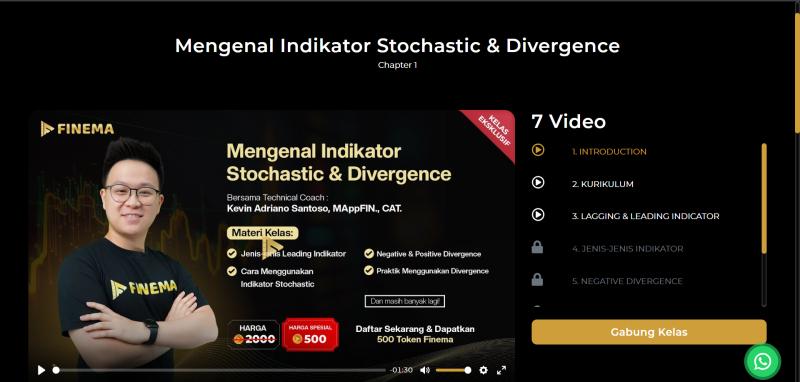 Mengenal Indikator Stochastic & Divergence
Chapter 1
FINEMA
KELAS
EKSKLUSIF
Mengenal Indikator
Stochastic & Divergence
Bersama Technical Coach :
Kevin Adriano Santoso, MAppFIN., CAT.
Materi Kelas:
Jenis-jenis Leading Indikator
Negative & Positive Divergence
Cara Menggunakan
Indikator Stochastic
Praktik Menggunakan Divergence
Dan masih banyak lagi!
FINEMA
HARGA
2000
HARGA SPESIAL
500
Daftar Sekarang & Dapatkan
500 Token Finema
-01:30
7 Video
1. INTRODUCTION
2. KURIKULUM
3. LAGGING & LEADING INDICATOR
4. JENIS-JENIS INDIKATOR
5. NEGATIVE DIVERGENCE
Gabung Kelas